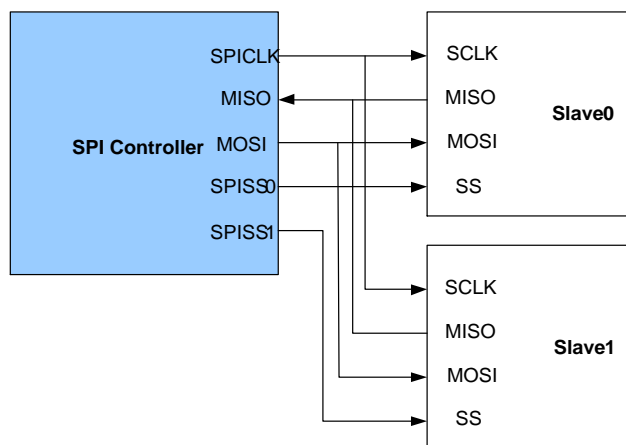 SPI Controller
SPICLK
MISO
MOSI
SPISS0
SPISS1
SCLK
MISO
MOSI
SS
Slave0
SCLK
MISO
MOSI
SS
Slave1